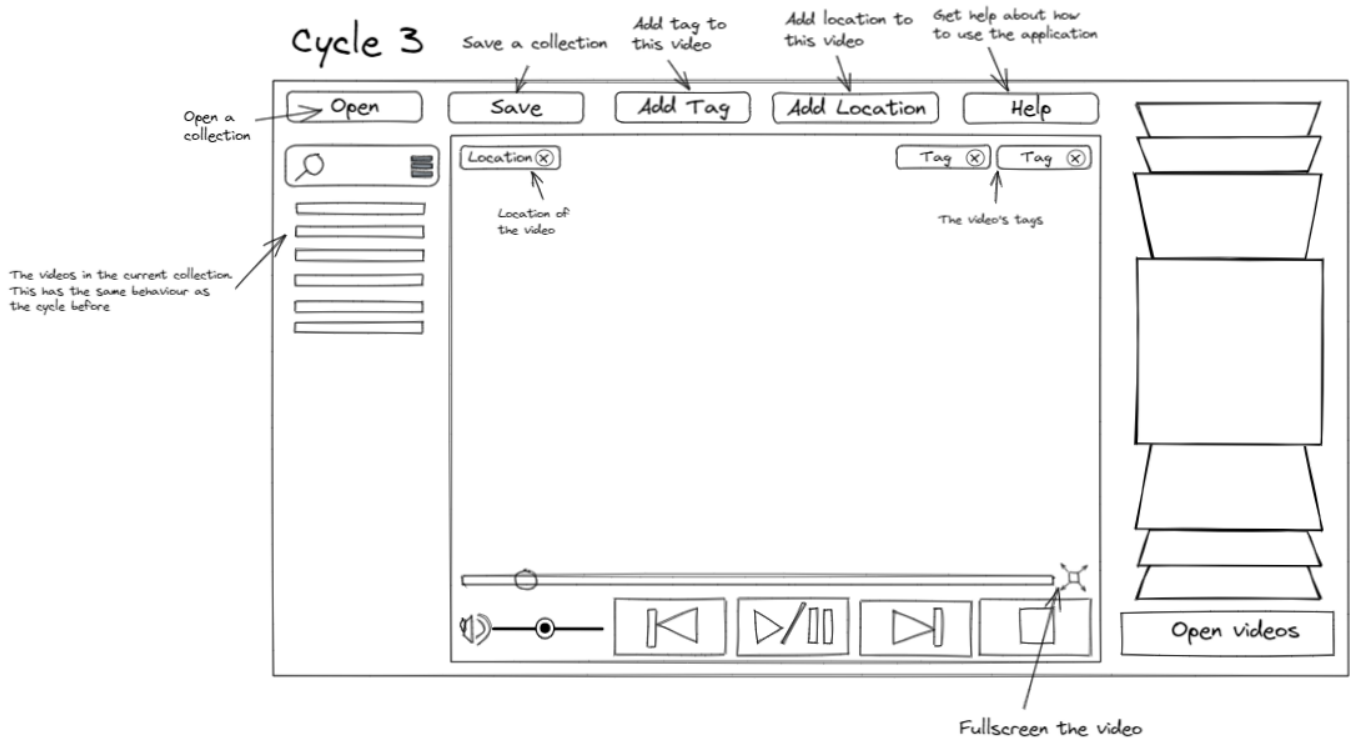 Cycle 3
Save a collection
Add tag to
this video
Add location to
this video
Get help about how
to use the application
Open a
collection
Open
Save
Add Tag
Add Location
Help
Location
Tag
Tag
Location of
the video
The video's tags
The videos in the current collection.
This has the same behaviour as
the cycle before
Open videos
Fullscreen the video